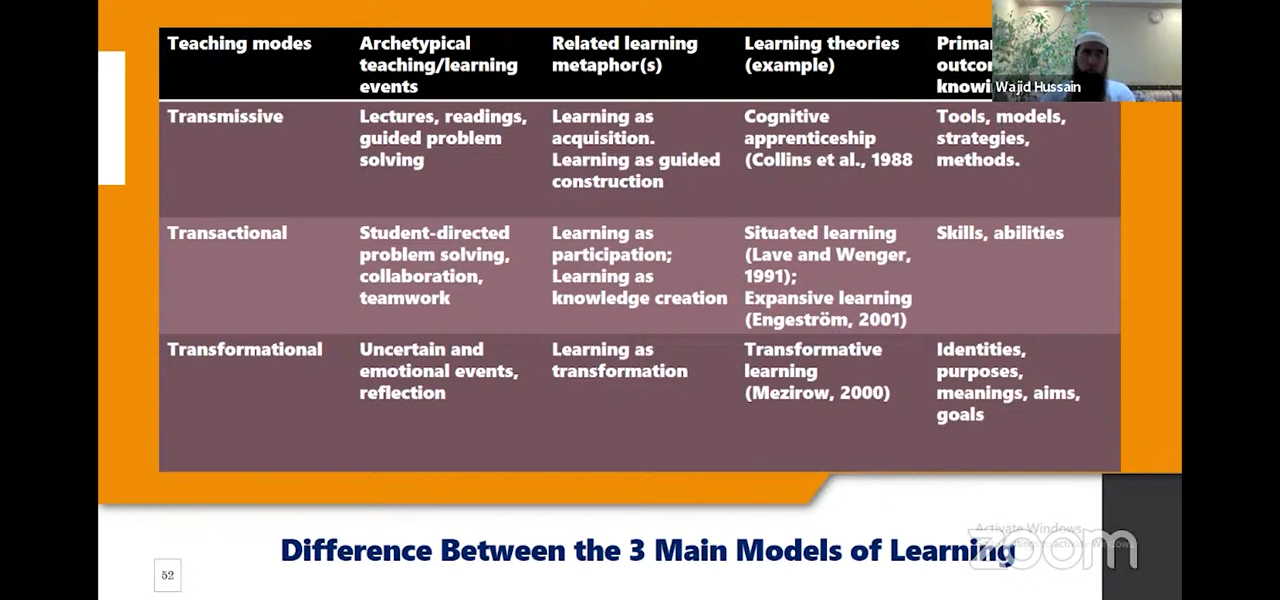 Teaching modes
Archetypical
teaching/learning
events
Related learning
metaphor(s)
Learning theories
(example)
Wajid Hussain
Transmissive
Lectures, readings,
guided problem
solving
Learning as
acquisition.
Learning as guided
construction
Cognitive
apprenticeship
(Collins et al., 1988
Tools, models,
strategies,
methods.
Transactional
Student-directed
problem solving,
collaboration,
teamwork
Learning as
participation;
Learning as
knowledge creation
Situated learning
(Lave and Wenger,
1991);
Expansive learning
(Engeström, 2001)
Skills, abilities
Transformational
Uncertain and
emotional events,
reflection
Learning as
transformation
Transformative
learning
(Mezirow, 2000)
Identities,
purposes,
meanings, aims,
goals
Difference Between the 3 Main Models of Learning
Activate Windows
zoom
52